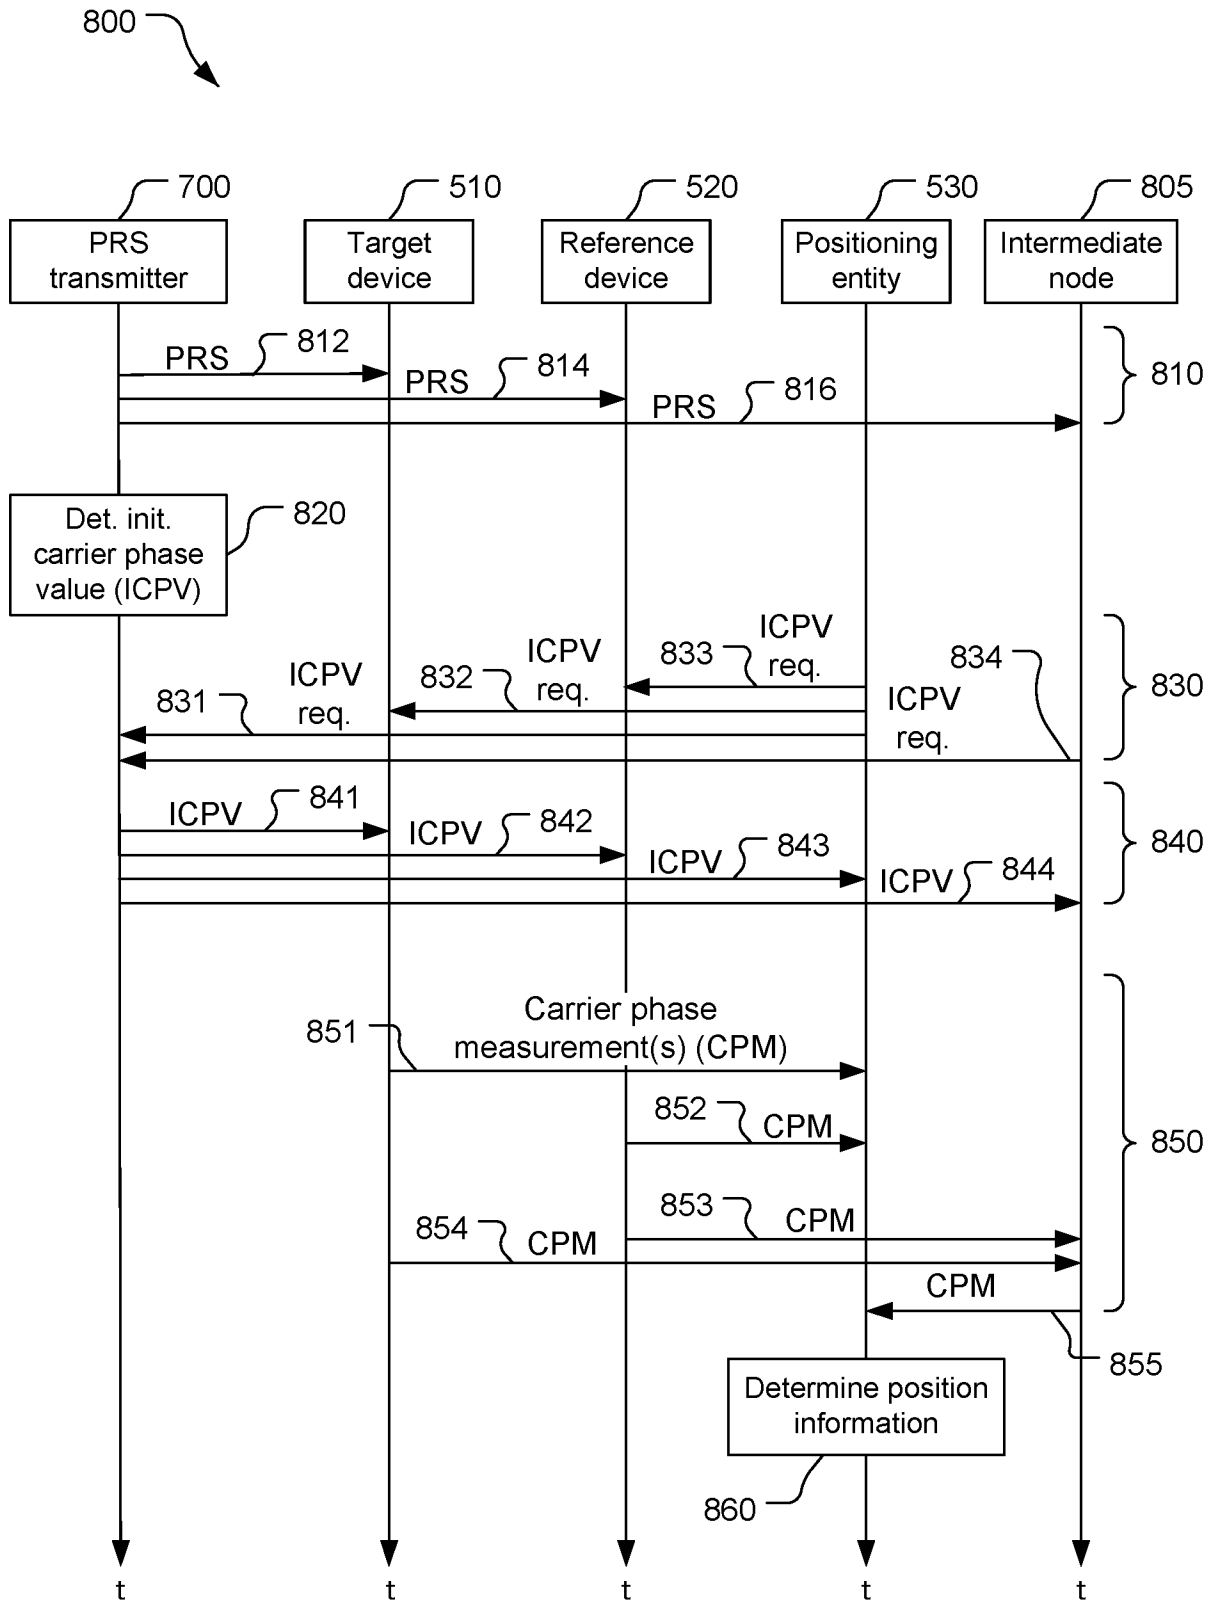 800
700
510
520
530
805
PRS
transmitter
Target
device
Reference
device
Positioning
entity
Intermediate
node
PRS
812
PRS
814
PRS
816
810
Det. init.
carrier phase
value (ICPV)
820
ICPV
req.
833
834
ICPV
req.
832
ICPV
req.
831
ICPV
req.
830
ICPV
841
ICPV
842
ICPV
843
ICPV
844
840
Carrier phase
measurement(s) (CPM)
851
852
CPM
850
853
CPM
854
CPM
CPM
855
Determine position
information
860
t
t
t
t
t